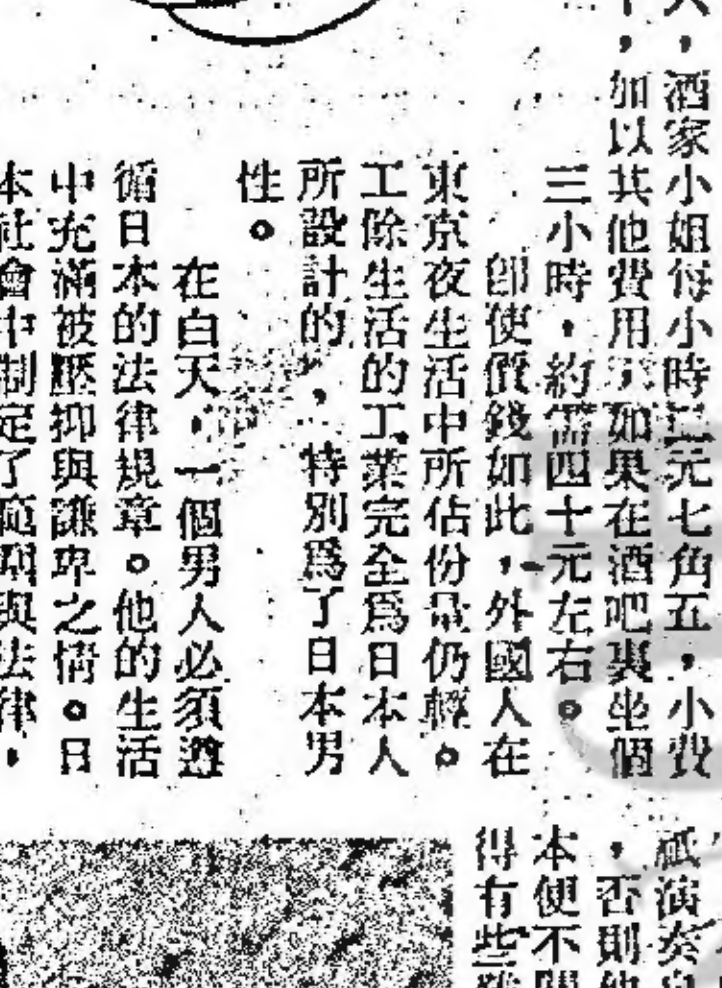 ，酒家小姐每小時元七角五，小費
，加以其他費用如果在酒吧裏坐個
三小時，約需四十元左右。
卽使價錢如此，外國人在
東京夜生活中所佔份量仍輕。
工餘生活的工業完全爲日本人
所設計的，特別爲了日本男
性。
在白天，一個男人必須遵
循日本的法律規章。他的生活
中充滿被壓抑與謙卑之情。日
本社會中制定了與法律，
祇演奏
，否則他
本便不
得有些